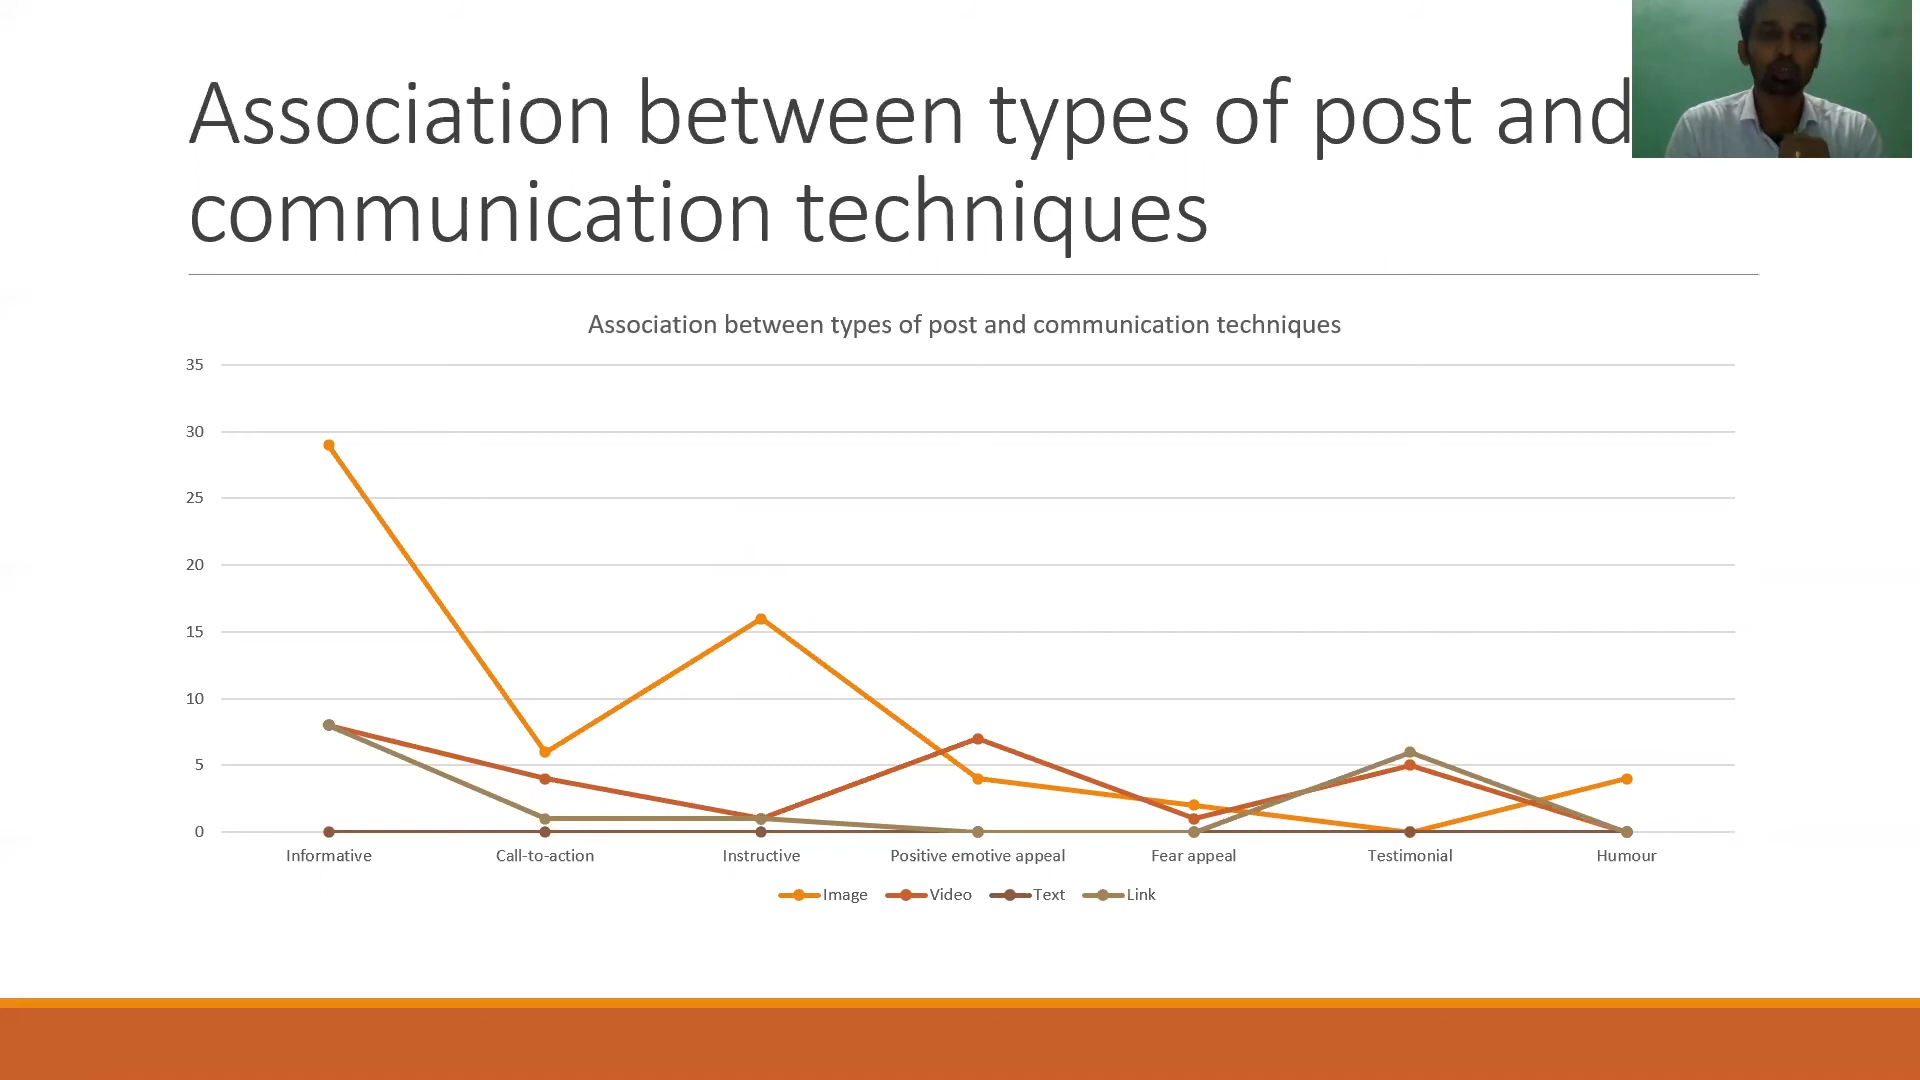 Association between types of post and
communication techniques
Association between types of post and communication techniques
35
30
25
20
15
10
5
0
Informative Call-to-action Instructive Positive emotive appeal Fear appeal Testimonial Humour
Image Video Text Link